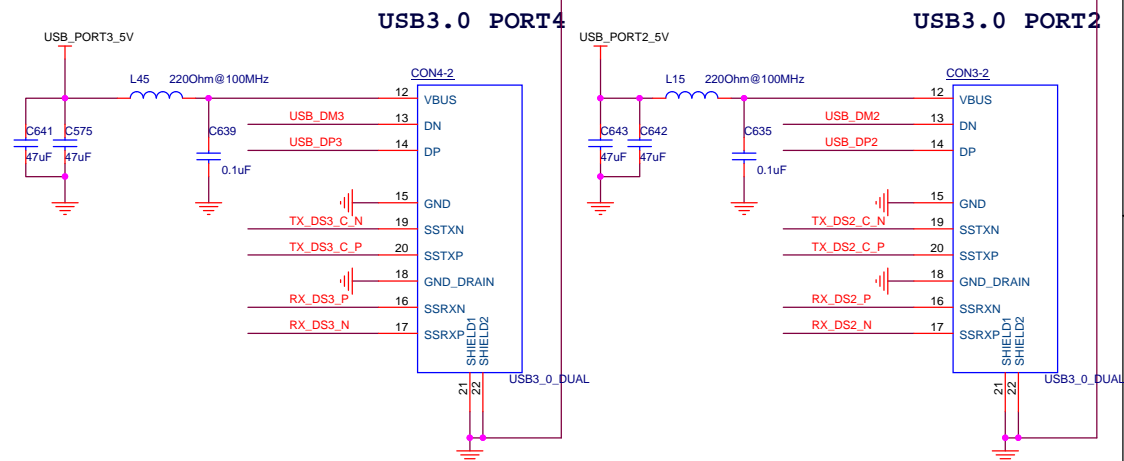 USB3.0 PORT4
USB_PORT3_5V
L45
220Ohm@100MHz
CON4-2
C641
47uF
C575
47uF
C639
0.1uF
12
VBUS
USB_DM3
13
DN
USB_DP3
14
DP
15
GND
TX_DS3_C_N
19
SSTXN
TX_DS3_C_P
20
SSTXP
18
GND_DRAIN
RX_DS3_P
16
SSRXN
RX_DS3_N
17
SSRXP
SHIELD1
SHIELD2
21
22
USB3_0_DUAL
USB3.0 PORT2
USB_PORT2_5V
L15
220Ohm@100MHz
CON3-2
C643
47uF
C642
47uF
C635
0.1uF
12
VBUS
USB_DM2
13
DN
USB_DP2
14
DP
15
GND
TX_DS2_C_N
19
SSTXN
TX_DS2_C_P
20
SSTXP
18
GND_DRAIN
RX_DS2_P
16
SSRXN
RX_DS2_N
17
SSRXP
SHIELD1
SHIELD2
21
22
USB3_0_DUAL